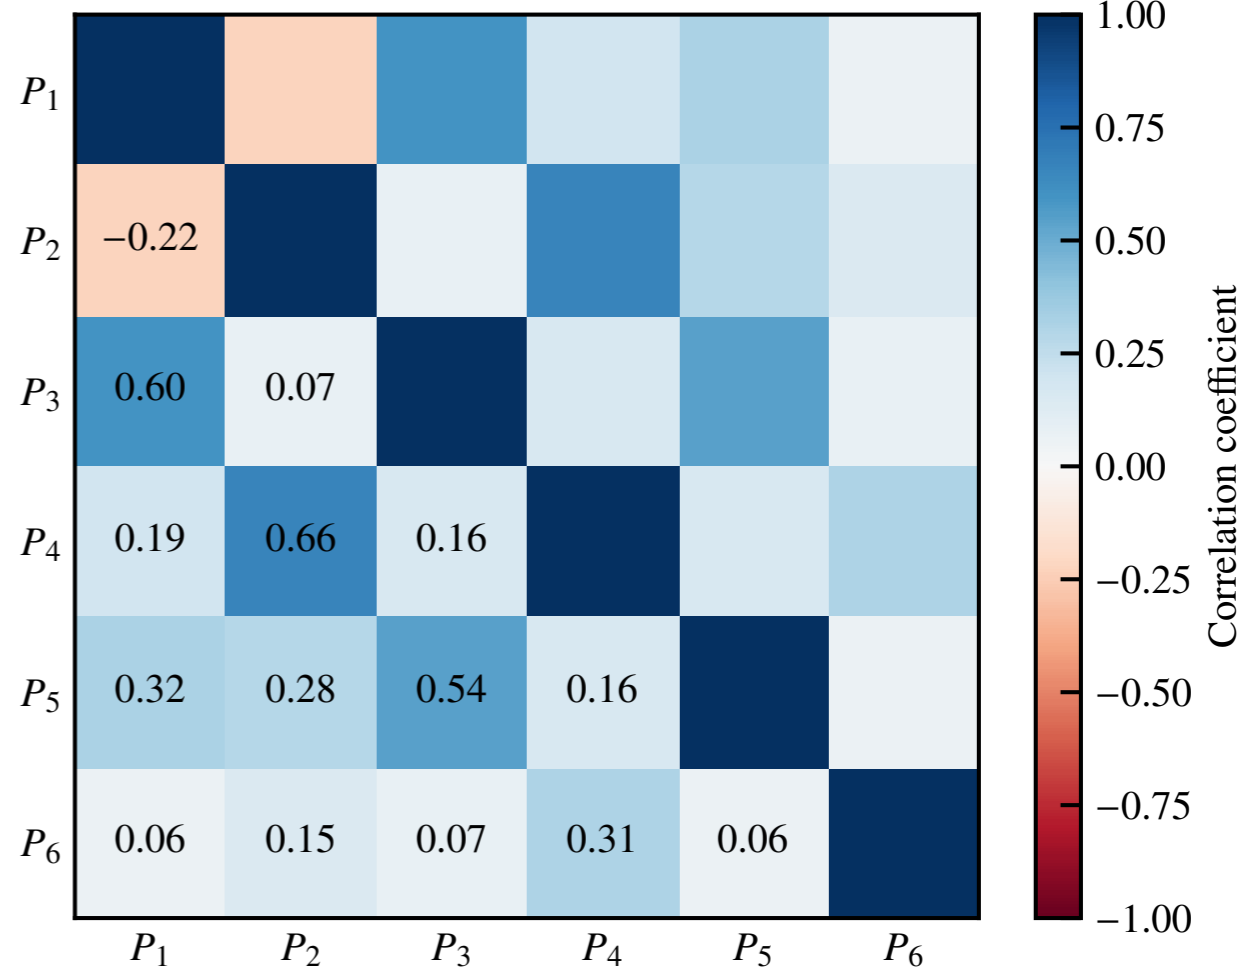 P1
P2 −0.22
P3 0.60 0.07
P4 0.19 0.66 0.16
P5 0.32 0.28 0.54 0.16
P6 0.06 0.15 0.07 0.31 0.06
P1 P2 P3 P4 P5 P6
1.00
0.75
0.50
0.25
0.00
−0.25
−0.50
−0.75
−1.00
Correlation coefficient